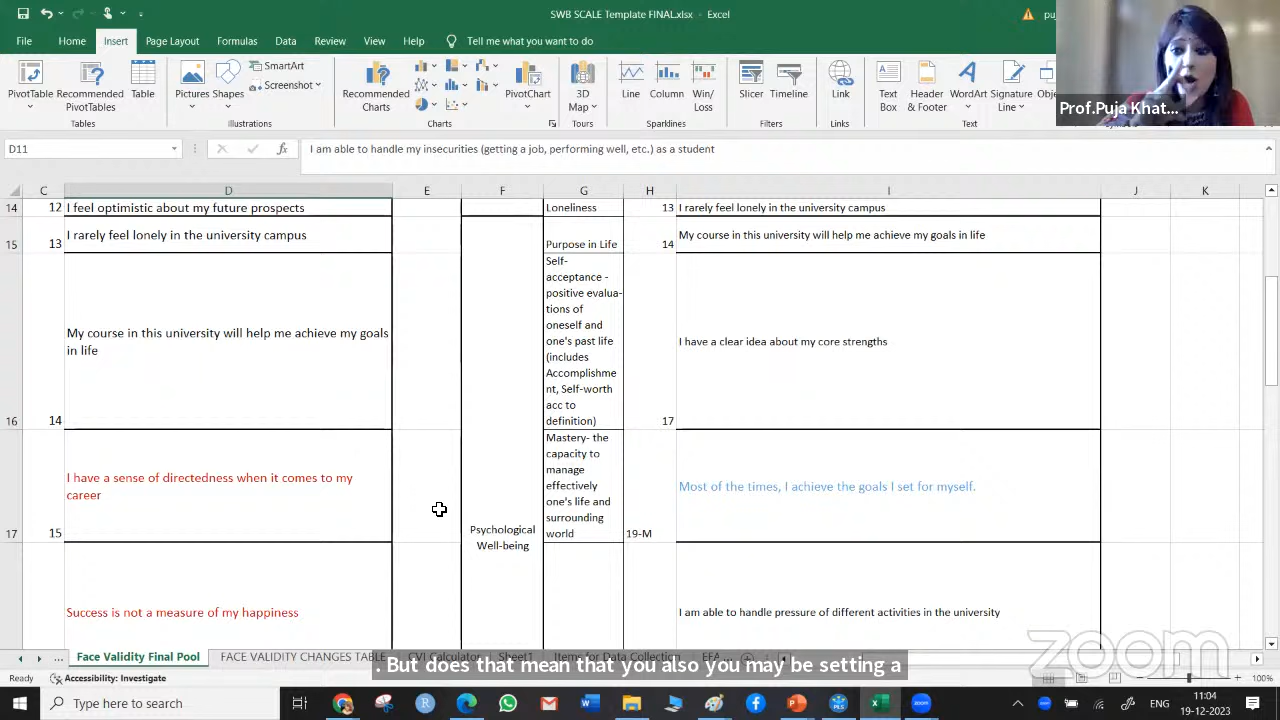 SWB SCALE Template FINAL.xlsx - Excel
File Home Insert Page Layout Formulas Data Review View Help Tell me what you want to do
PivotTable
Recommended
PivotTables
Table
Tables
Pictures
Shapes
SmartArt
Screenshot
Illustrations
Recommended
Charts
PivotChart
3D
Map
Tours
Line
Column
Win/
Loss
Sparklines
Slicer
Timeline
Filters
Link
Links
Text
Box
Header
& Footer
WordArt
Signature
Line
Text
Prof.Puja Khat...
D11
fx
I am able to handle my insecurities (getting a job, performing well, etc.) as a student
C D E F G H I J K
14 12 I feel optimistic about my future prospects Loneliness 13 I rarely feel lonely in the university campus
15 13 I rarely feel lonely in the university campus Purpose in Life 14 My course in this university will help me achieve my goals in life
16 14 My course in this university will help me achieve my goals
in life
Self-
acceptance -
positive evalua-
tions of
oneself and
one's past life
(includes
Accomplishme
nt, Self-worth
acc to
definition)
17 I have a clear idea about my core strengths
17 15 I have a sense of directedness when it comes to my
career
Psychological
Well-being
Mastery- the
capacity to
manage
effectively
one's life and
surrounding
world
19-M Most of the times, I achieve the goals I set for myself.
Success is not a measure of my happiness
I am able to handle pressure of different activities in the university
zoom
... Face Validity Final Pool FACE VALIDITY CHANGES TABLE CVI Calculator Sheet1 Items for Data Collection EFA
. But does that mean that you also you may be setting a
Ready Accessibility: Investigate 100%
Type here to search
ENG
11:04
19-12-2023